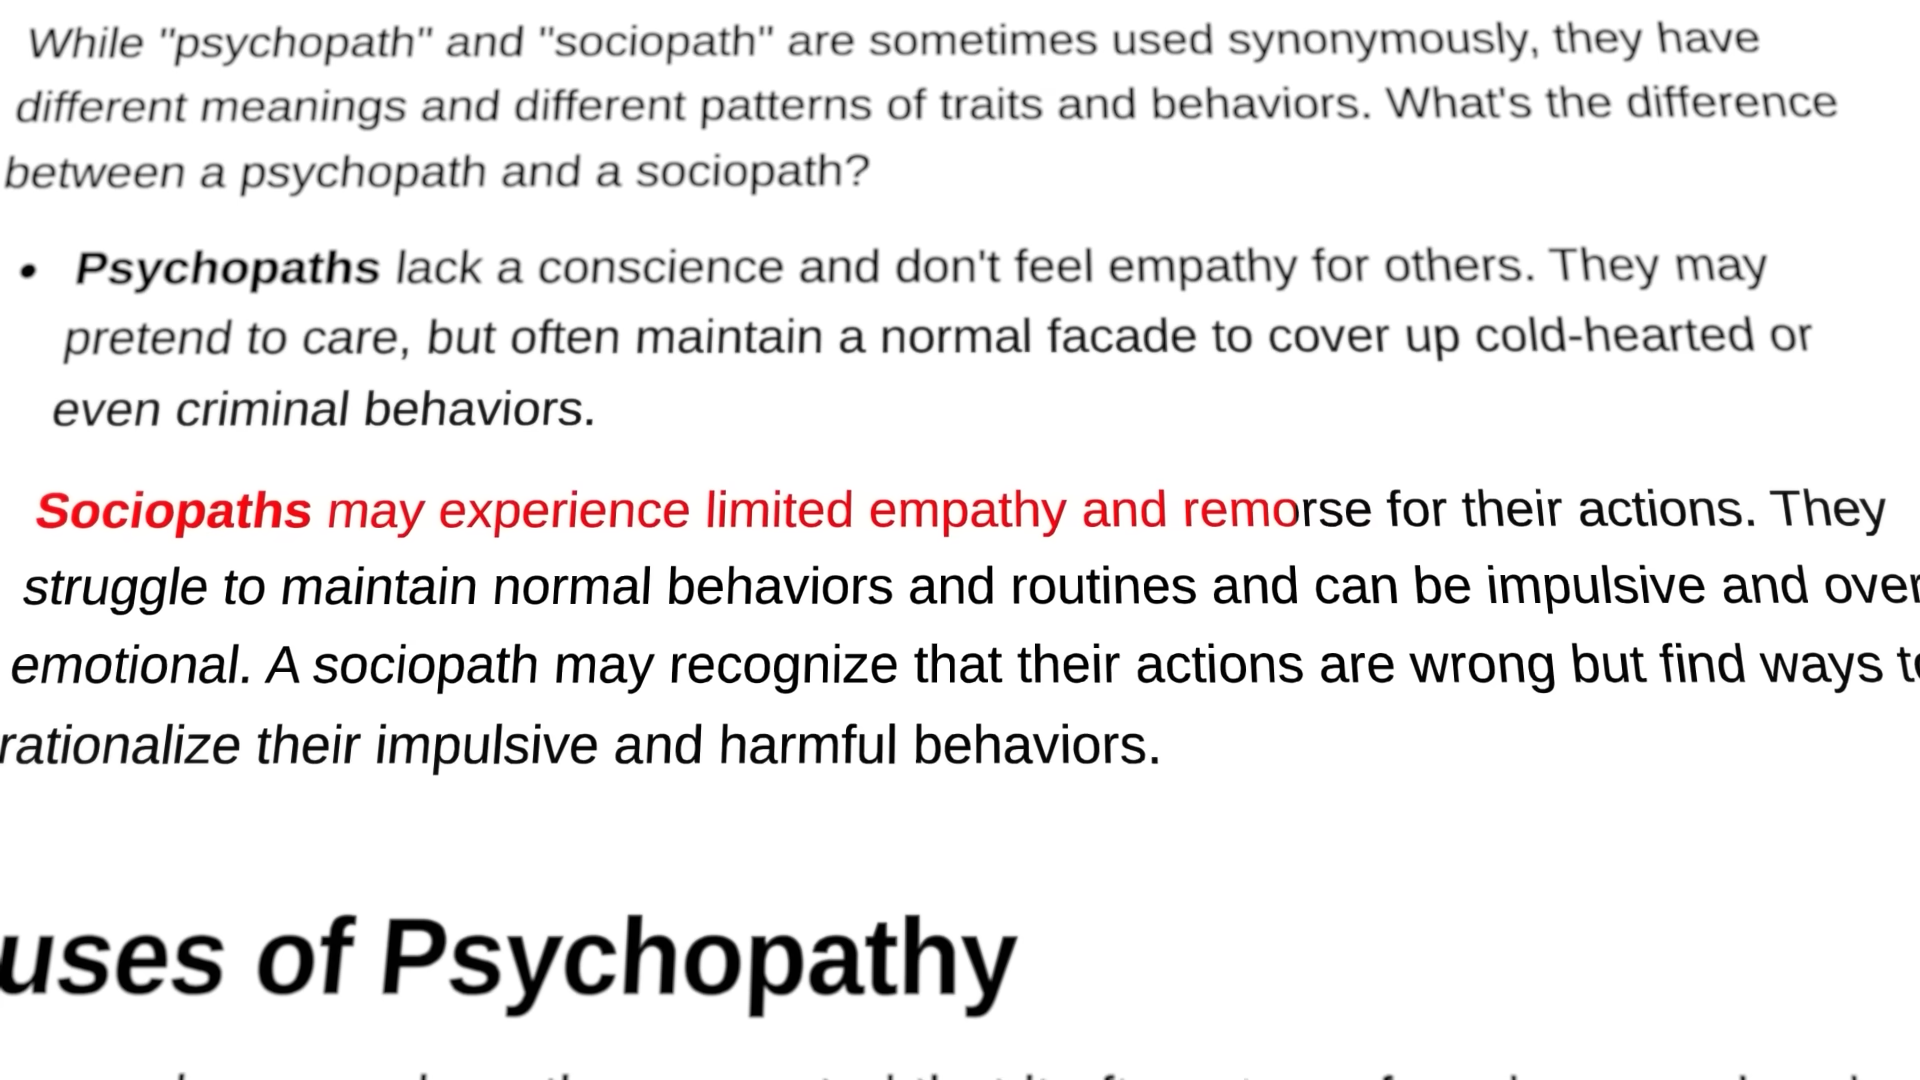 While "psychopath" and "sociopath" are sometimes used synonymously, they have
different meanings and different patterns of traits and behaviors. What's the difference
between a psychopath and a sociopath?
• Psychopaths lack a conscience and don't feel empathy for others. They may
pretend to care, but often maintain a normal facade to cover up cold-hearted or
even criminal behaviors.
Sociopaths may experience limited empathy and remorse for their actions. They
struggle to maintain normal behaviors and routines and can be impulsive and over
emotional. A sociopath may recognize that their actions are wrong but find ways to
rationalize their impulsive and harmful behaviors.
uses of Psychopathy